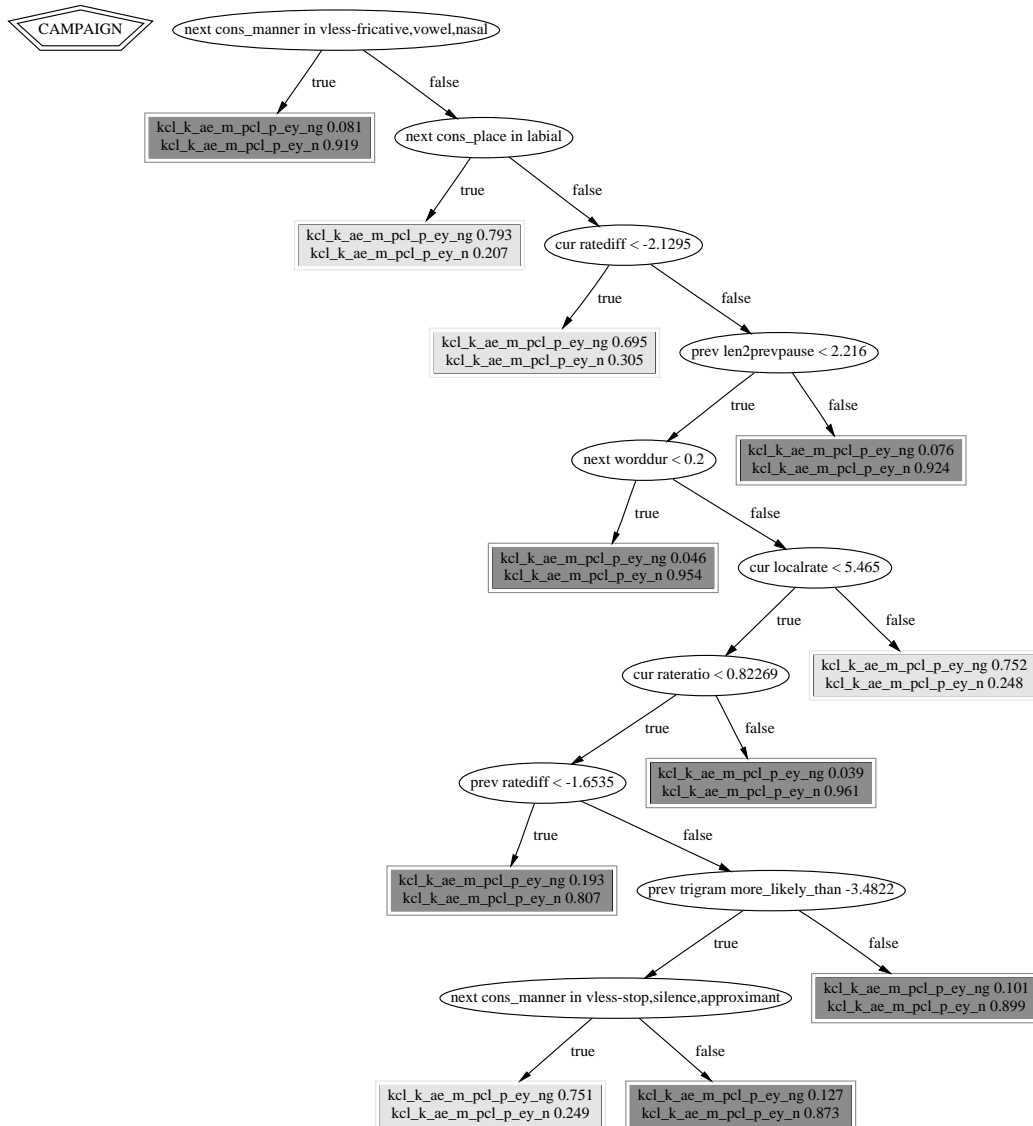 CAMPAIGN
next cons_manner in vless-fricative,vowel,nasal
true
false
kcl_k_ae_m_pcl_p_ey_ng 0.081
kcl_k_ae_m_pcl_p_ey_n 0.919
next cons_place in labial
true
false
kcl_k_ae_m_pcl_p_ey_ng 0.793
kcl_k_ae_m_pcl_p_ey_n 0.207
cur ratediff < -2.1295
true
false
kcl_k_ae_m_pcl_p_ey_ng 0.695
kcl_k_ae_m_pcl_p_ey_n 0.305
prev len2prevpause < 2.216
true
false
next worddur < 0.2
kcl_k_ae_m_pcl_p_ey_ng 0.076
kcl_k_ae_m_pcl_p_ey_n 0.924
true
false
kcl_k_ae_m_pcl_p_ey_ng 0.046
kcl_k_ae_m_pcl_p_ey_n 0.954
cur localrate < 5.465
true
false
cur rateratio < 0.82269
kcl_k_ae_m_pcl_p_ey_ng 0.752
kcl_k_ae_m_pcl_p_ey_n 0.248
true
false
prev ratediff < -1.6535
kcl_k_ae_m_pcl_p_ey_ng 0.039
kcl_k_ae_m_pcl_p_ey_n 0.961
true
false
kcl_k_ae_m_pcl_p_ey_ng 0.193
kcl_k_ae_m_pcl_p_ey_n 0.807
prev trigram more_likely_than -3.4822
true
false
next cons_manner in vless-stop,silence,approximant
kcl_k_ae_m_pcl_p_ey_ng 0.101
kcl_k_ae_m_pcl_p_ey_n 0.899
true
false
kcl_k_ae_m_pcl_p_ey_ng 0.751
kcl_k_ae_m_pcl_p_ey_n 0.249
kcl_k_ae_m_pcl_p_ey_ng 0.127
kcl_k_ae_m_pcl_p_ey_n 0.873